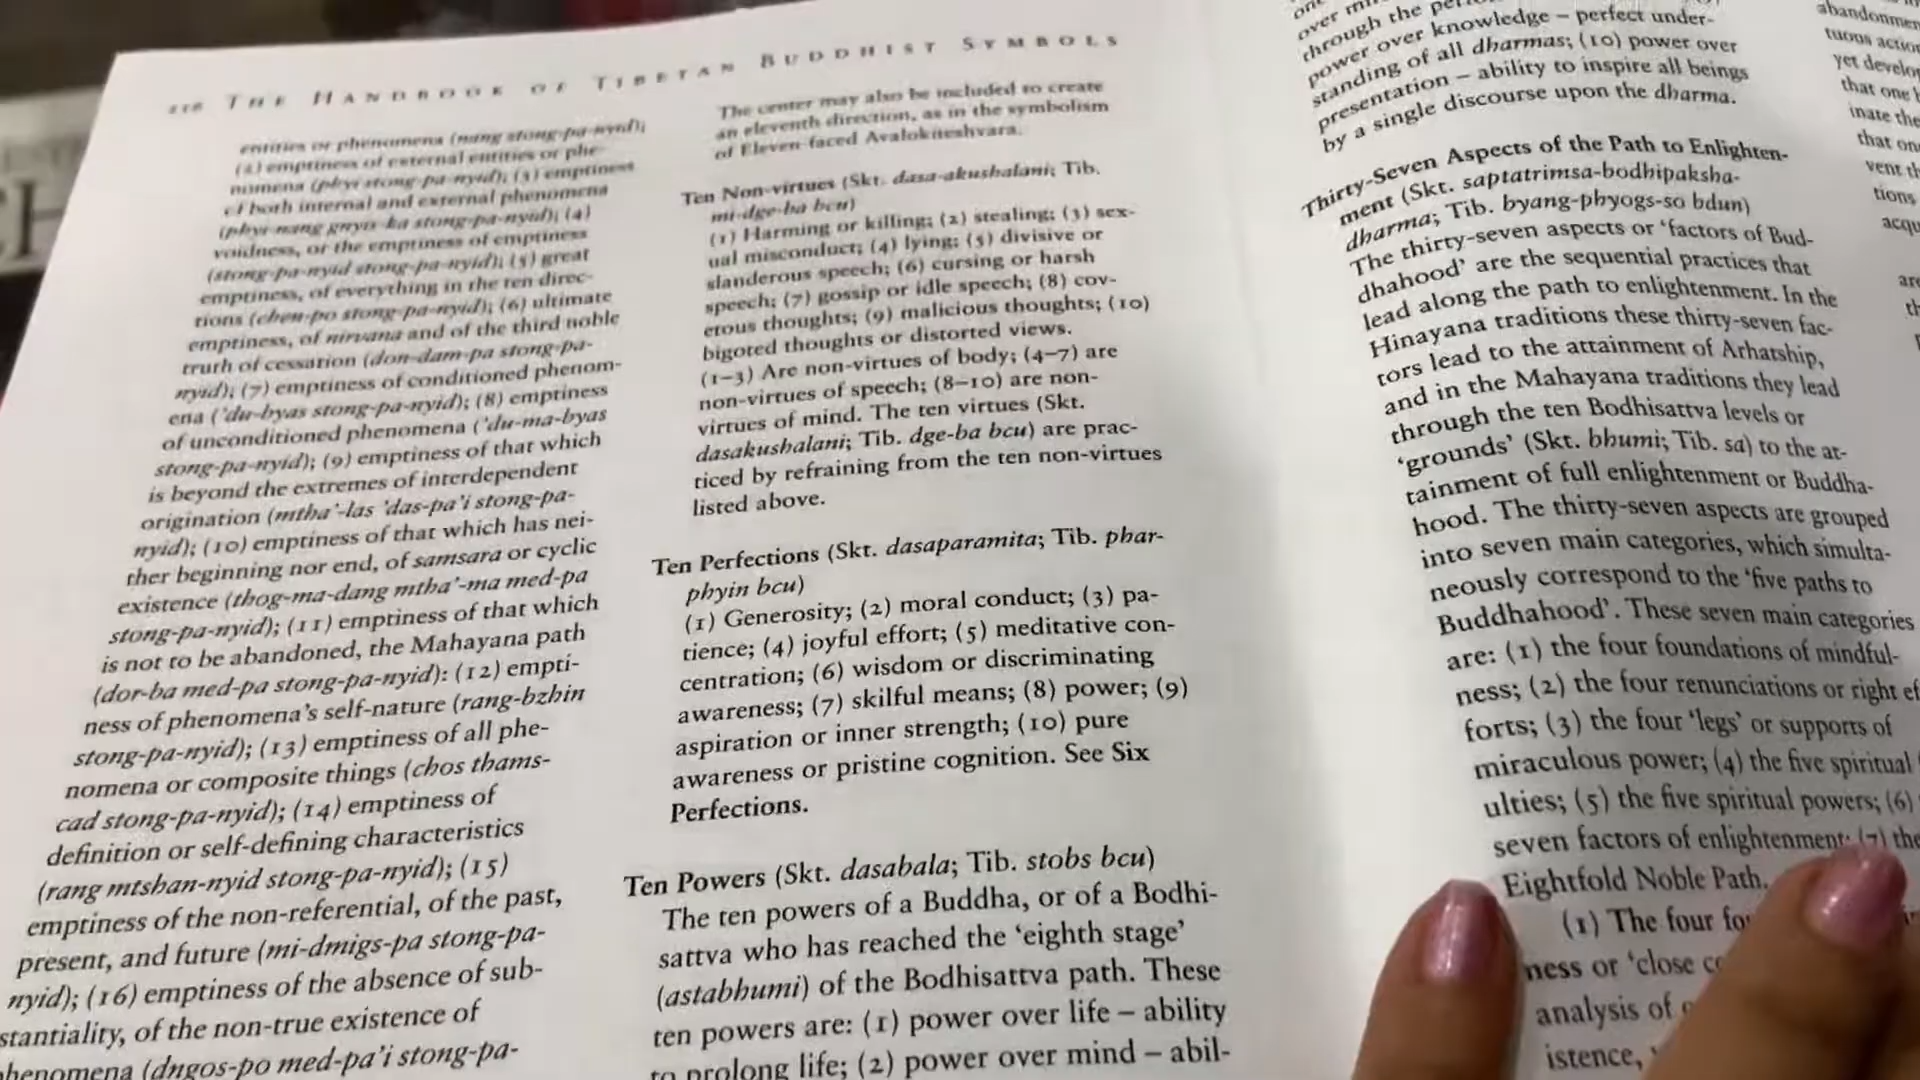 THE HANDBOOK OF TIBETAN BUDDHIST SYMBOLS
entities or phenomena (nang stong-pa-nyid);
(2) emptiness of external entities or phe-
nomena (phyi stong-pa-nyid); (3) emptiness
of both internal and external phenomena
(phyi-nang gnyis-ka stong-pa-nyid); (4)
voidness, or the emptiness of emptiness
(stong-pa-nyid stong-pa-nyid); (5) great
emptiness, of everything in the ten direc-
tions (chen-po stong-pa-nyid); (6) ultimate
emptiness, of nirvana and of the third noble
truth of cessation (don-dam-pa stong-pa-
nyid); (7) emptiness of conditioned phenom-
ena ('du-byas stong-pa-nyid); (8) emptiness
of unconditioned phenomena ('du-ma-byas
stong-pa-nyid); (9) emptiness of that which
is beyond the extremes of interdependent
origination (mtha'-las 'das-pa'i stong-pa-
nyid); (10) emptiness of that which has nei-
ther beginning nor end, of samsara or cyclic
existence (thog-ma-dang mtha'-ma med-pa
stong-pa-nyid); (11) emptiness of that which
is not to be abandoned, the Mahayana path
(dor-ba med-pa stong-pa-nyid): (12) empti-
ness of phenomena's self-nature (rang-bzhin
stong-pa-nyid); (13) emptiness of all phe-
nomena or composite things (chos thams-
cad stong-pa-nyid); (14) emptiness of
definition or self-defining characteristics
(rang mtshan-nyid stong-pa-nyid); (15)
emptiness of the non-referential, of the past,
present, and future (mi-dmigs-pa stong-pa-
nyid); (16) emptiness of the absence of sub-
stantiality, of the non-true existence of
phenomena (dngos-po med-pa'i stong-pa-
The center may also be included to create
an eleventh direction, as in the symbolism
of Eleven-faced Avalokiteshvara.
Ten Non-virtues (Skt. dasa-akushalani; Tib.
mi-dge-ba bcu)
(1) Harming or killing; (2) stealing; (3) sex-
ual misconduct; (4) lying; (5) divisive or
slanderous speech; (6) cursing or harsh
speech; (7) gossip or idle speech; (8) cov-
etous thoughts; (9) malicious thoughts; (10)
bigoted thoughts or distorted views.
(1–3) Are non-virtues of body; (4–7) are
non-virtues of speech; (8–10) are non-
virtues of mind. The ten virtues (Skt.
dasakushalani; Tib. dge-ba bcu) are prac-
ticed by refraining from the ten non-virtues
listed above.
Ten Perfections (Skt. dasaparamita; Tib. phar-
phyin bcu)
(1) Generosity; (2) moral conduct; (3) pa-
tience; (4) joyful effort; (5) meditative con-
centration; (6) wisdom or discriminating
awareness; (7) skilful means; (8) power; (9)
aspiration or inner strength; (10) pure
awareness or pristine cognition. See Six
Perfections.
Ten Powers (Skt. dasabala; Tib. stobs bcu)
The ten powers of a Buddha, or of a Bodhi-
sattva who has reached the 'eighth stage'
(astabhumi) of the Bodhisattva path. These
ten powers are: (1) power over life – ability
to prolong life; (2) power over mind – abil-
through the
power over knowledge – perfect under-
standing of all dharmas; (10) power over
presentation – ability to inspire all beings
by a single discourse upon the dharma.
Thirty-Seven Aspects of the Path to Enlighten-
ment (Skt. saptatrimsa-bodhipaksha-
dharma; Tib. byang-phyogs-so bdun)
The thirty-seven aspects or 'factors of Bud-
dhahood' are the sequential practices that
lead along the path to enlightenment. In the
Hinayana traditions these thirty-seven fac-
tors lead to the attainment of Arhatship,
and in the Mahayana traditions they lead
through the ten Bodhisattva levels or
'grounds' (Skt. bhumi; Tib. sa) to the at-
tainment of full enlightenment or Buddha-
hood. The thirty-seven aspects are grouped
into seven main categories, which simulta-
neously correspond to the 'five paths to
Buddhahood'. These seven main categories
are: (1) the four foundations of mindful-
ness; (2) the four renunciations or right ef
forts; (3) the four 'legs' or supports of
miraculous power; (4) the five spiritual
ulties; (5) the five spiritual powers; (6)
seven factors of enlightenment; (7) the
Eightfold Noble Path.
(1) The four
ness or 'close
analysis of
istence,
tuous
yet develop
that one
inate the
that one
vent
tions